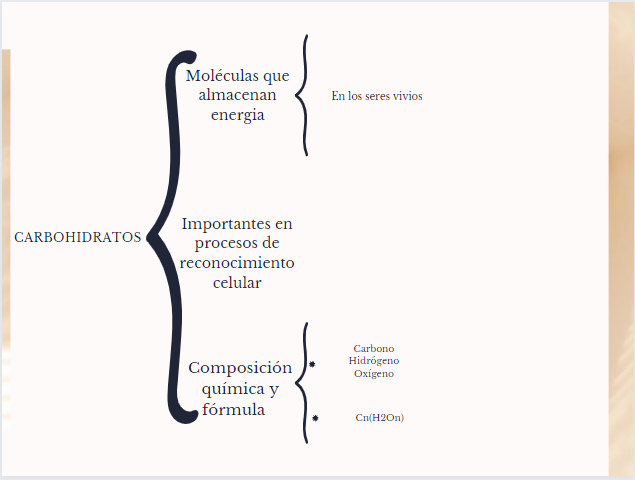 CARBOHIDRATOS
Moléculas que
almacenan
energia
En los seres vivios
Importantes en
procesos de
reconocimiento
celular
Composición
química y
fórmula
Carbono
Hidrógeno
Oxígeno
Cn(H2On)